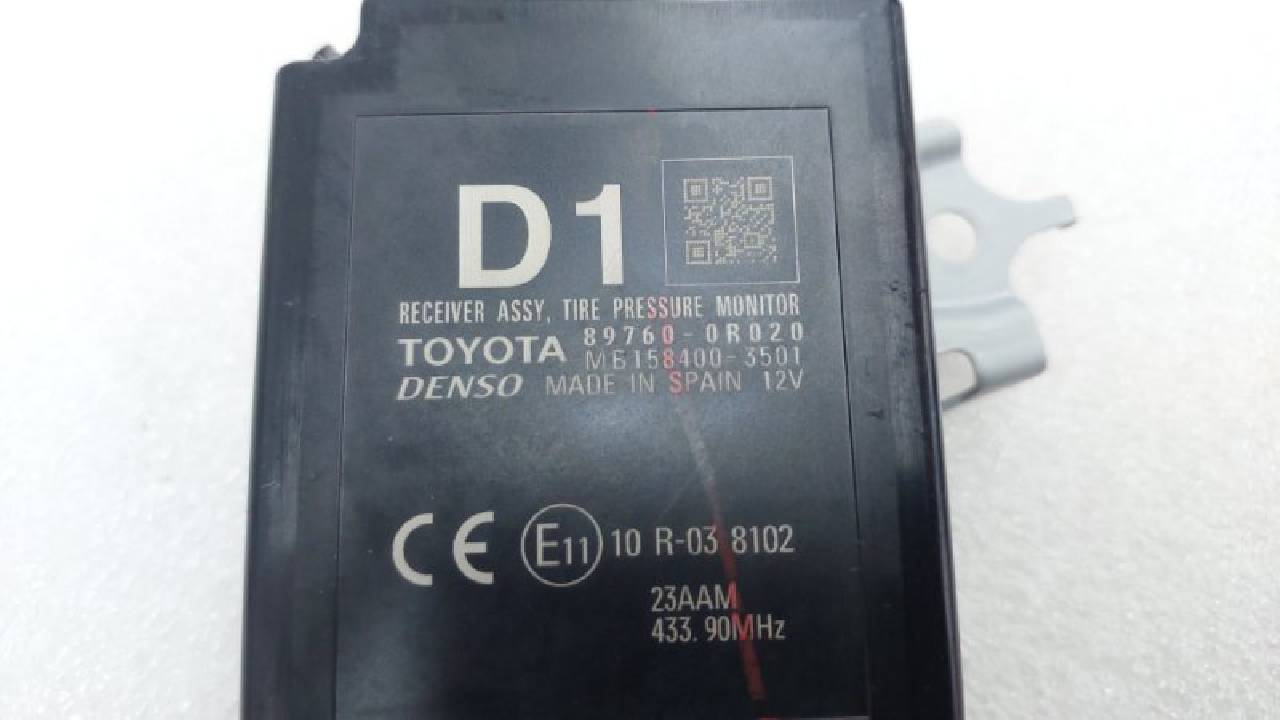 D1
RECEIVER ASSY, TIRE PRESSURE MONITOR
TOYOTA 89760-0R020
MB158400-3501
DENSO MADE IN SPAIN 12V
CE E11 10 R-03 8102
23AAM
433.90MHz